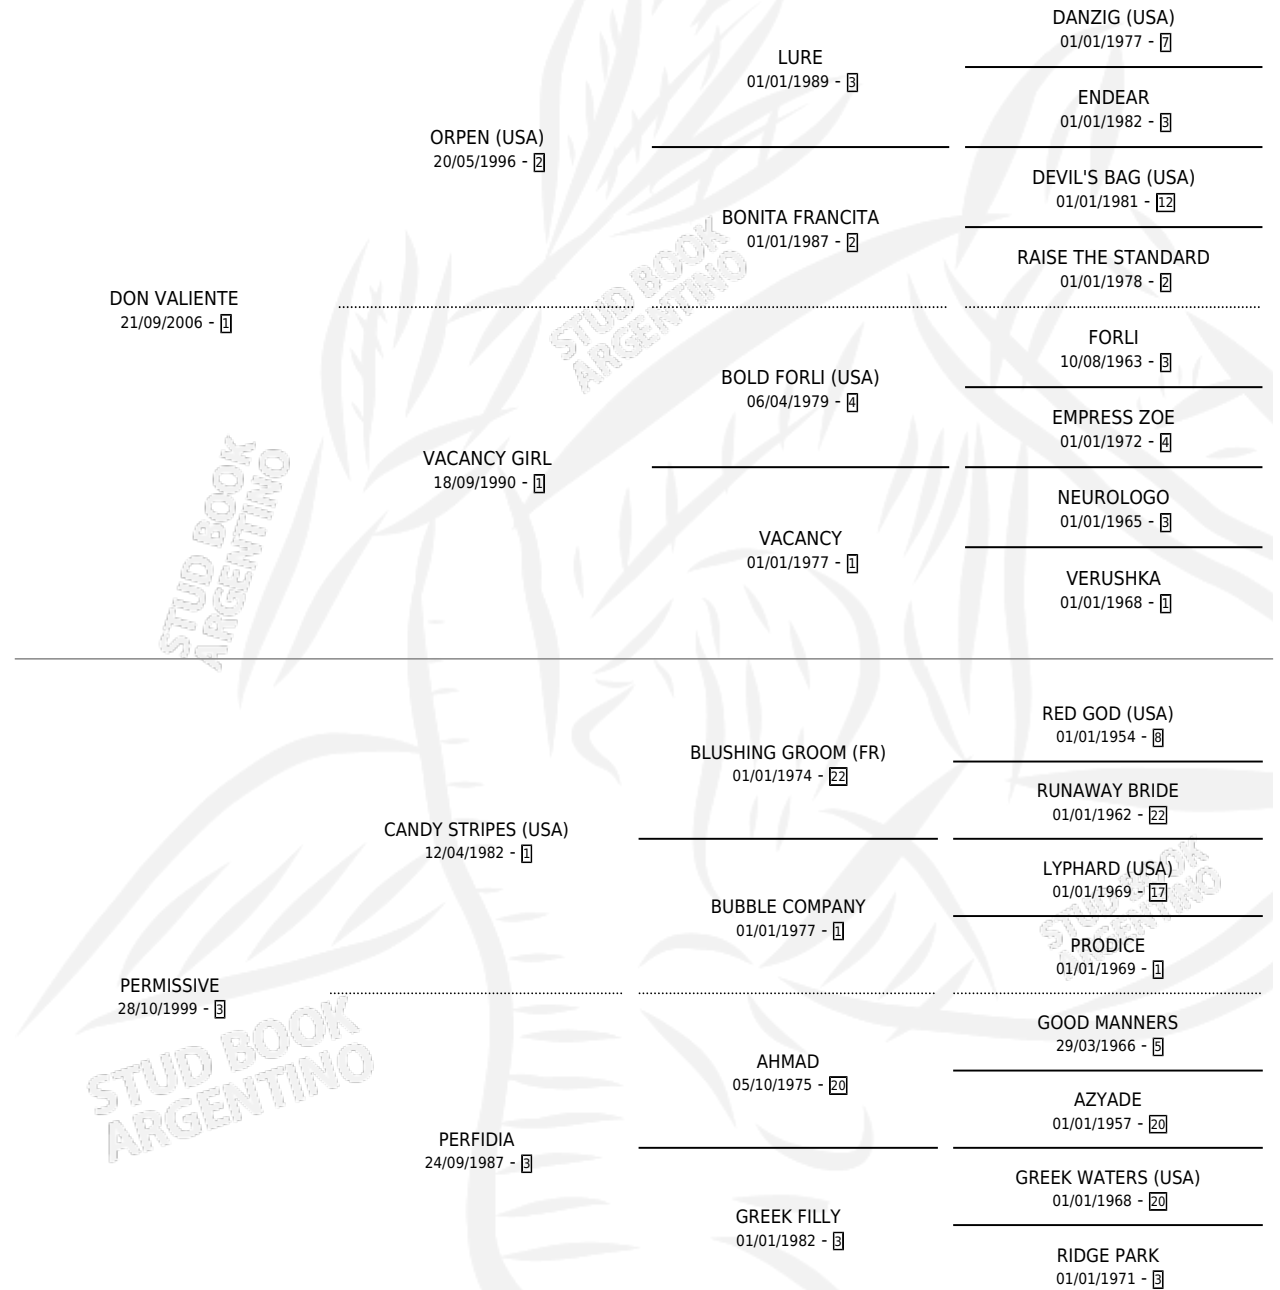 DON VALIENTE
21/09/2006 - 1
ORPEN (USA)
20/05/1996 - 2
VACANCY GIRL
18/09/1990 - 1
LURE
01/01/1989 - 3
BONITA FRANCITA
01/01/1987 - 2
BOLD FORLI (USA)
06/04/1979 - 4
VACANCY
01/01/1977 - 1
DANZIG (USA)
01/01/1977 - 7
ENDEAR
01/01/1982 - 3
DEVIL'S BAG (USA)
01/01/1981 - 12
RAISE THE STANDARD
01/01/1978 - 2
FORLI
10/08/1963 - 3
EMPRESS ZOE
01/01/1972 - 4
NEUROLOGO
01/01/1965 - 3
VERUSHKA
01/01/1968 - 1
STUD BOOK
ARGENTINO
STUD BOOK
ARGENTINO
PERMISSIVE
28/10/1999 - 3
CANDY STRIPES (USA)
12/04/1982 - 1
PERFIDIA
24/09/1987 - 3
BLUSHING GROOM (FR)
01/01/1974 - 22
BUBBLE COMPANY
01/01/1977 - 1
AHMAD
05/10/1975 - 20
GREEK FILLY
01/01/1982 - 3
RED GOD (USA)
01/01/1954 - 8
RUNAWAY BRIDE
01/01/1962 - 22
LYPHARD (USA)
01/01/1969 - 17
PRODICE
01/01/1969 - 1
GOOD MANNERS
29/03/1966 - 5
AZYADE
01/01/1957 - 20
GREEK WATERS (USA)
01/01/1968 - 20
RIDGE PARK
01/01/1971 - 3
STUD BOOK
ARGENTINO
STUD BOOK
ARGENTINO